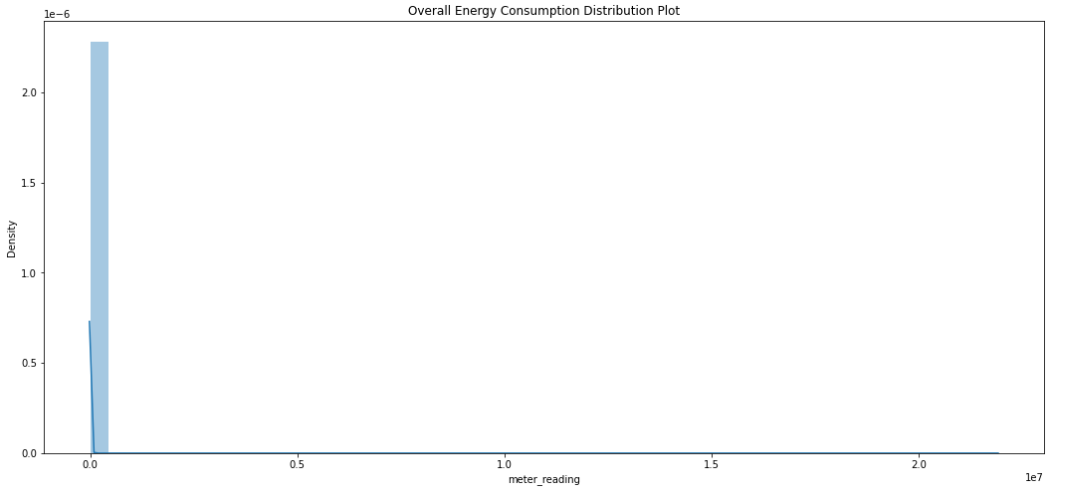 Overall Energy Consumption Distribution Plot
1e−6
2.0
1.5
1.0
0.5
0.0
Density
0.0 0.5 1.0 1.5 2.0
1e7
meter_reading